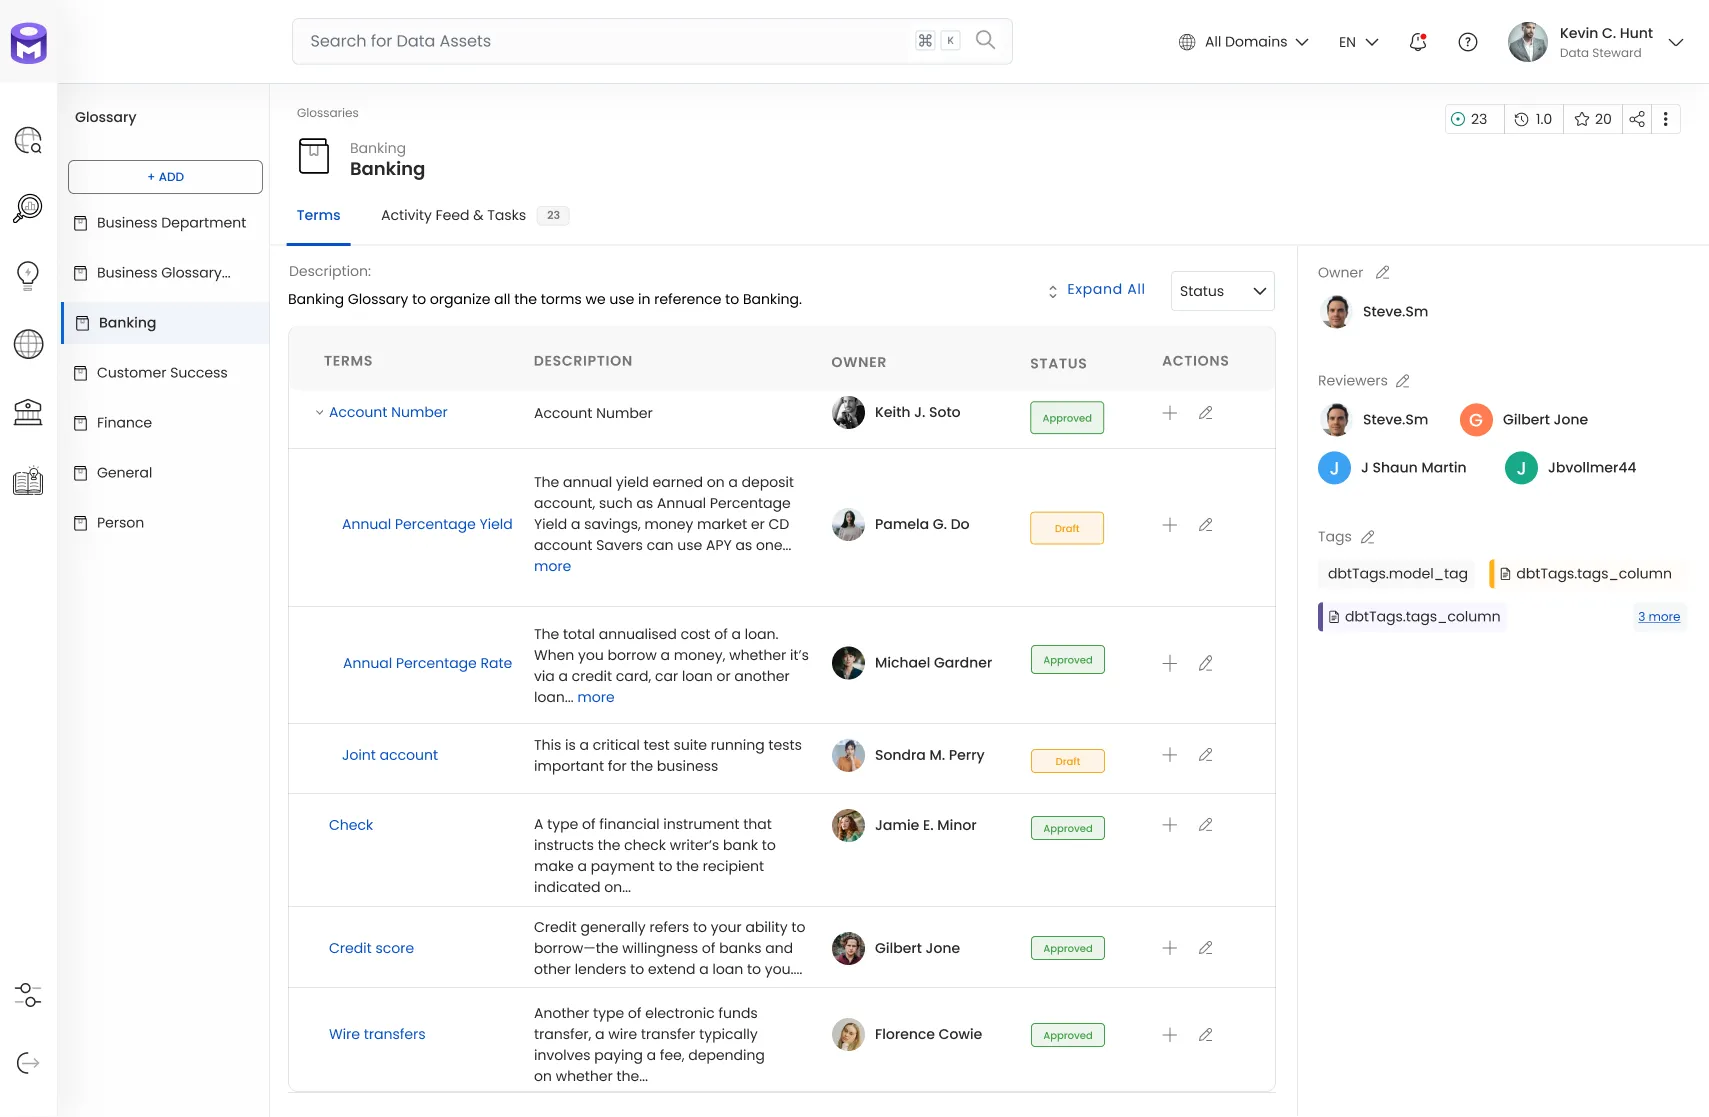 Search for Data Assets
⌘ K
All Domains
EN
Kevin C. Hunt
Data Steward
Glossary
+ ADD
Business Department
Business Glossary...
Banking
Customer Success
Finance
General
Person
Glossaries
Banking
Banking
23
1.0
20
Terms
Activity Feed & Tasks 23
Description:
Banking Glossary to organize all the torms we use in reference to Banking.
Expand All
Status
TERMS DESCRIPTION OWNER STATUS ACTIONS
Account Number
Account Number
Keith J. Soto
Approved
Annual Percentage Yield
The annual yield earned on a deposit
account, such as Annual Percentage
Yield a savings, money market er CD
account Savers can use APY as one...
more
Pamela G. Do
Draft
Annual Percentage Rate
The total annualised cost of a loan.
When you borrow a money, whether it’s
via a credit card, car loan or another
loan... more
Michael Gardner
Approved
Joint account
This is a critical test suite running tests
important for the business
Sondra M. Perry
Draft
Check
A type of financial instrument that
instructs the check writer’s bank to
make a payment to the recipient
indicated on...
Jamie E. Minor
Approved
Credit score
Credit generally refers to your ability to
borrow—the willingness of banks and
other lenders to extend a loan to you....
Gilbert Jone
Approved
Wire transfers
Another type of electronic funds
transfer, a wire transfer typically
involves paying a fee, depending
on whether the...
Florence Cowie
Approved
Owner
Steve.Sm
Reviewers
Steve.Sm
G Gilbert Jone
J J Shaun Martin
J Jbvollmer44
Tags
dbtTags.model_tag
dbtTags.tags_column
dbtTags.tags_column
3 more